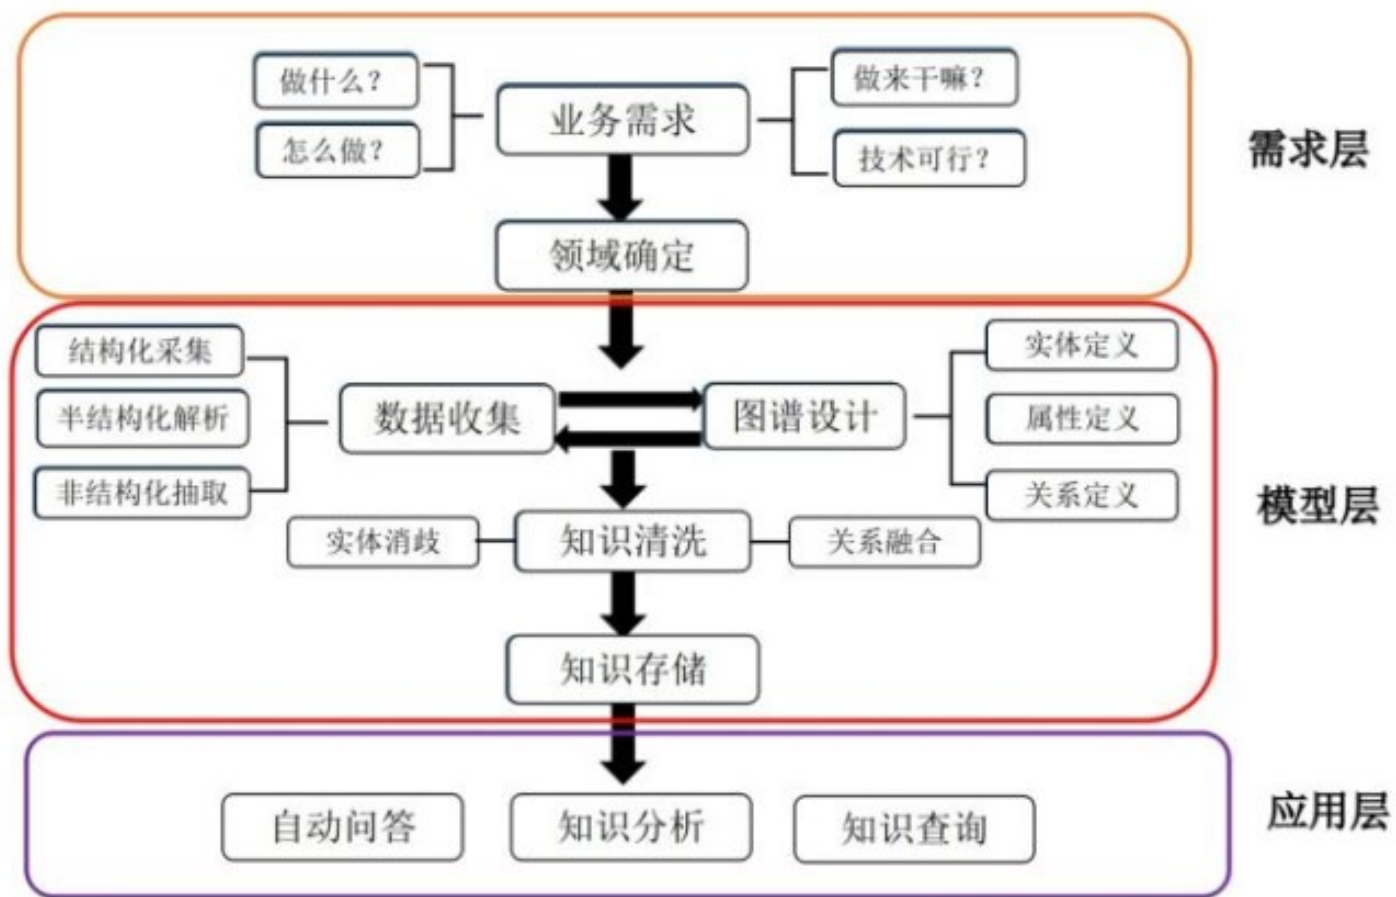 做什么?
怎么做?
业务需求
做来干嘛?
技术可行?
领域确定
需求层
结构化采集
半结构化解析
非结构化抽取
数据收集
图谱设计
实体定义
属性定义
关系定义
实体消歧
知识清洗
关系融合
知识存储
模型层
自动问答
知识分析
知识查询
应用层